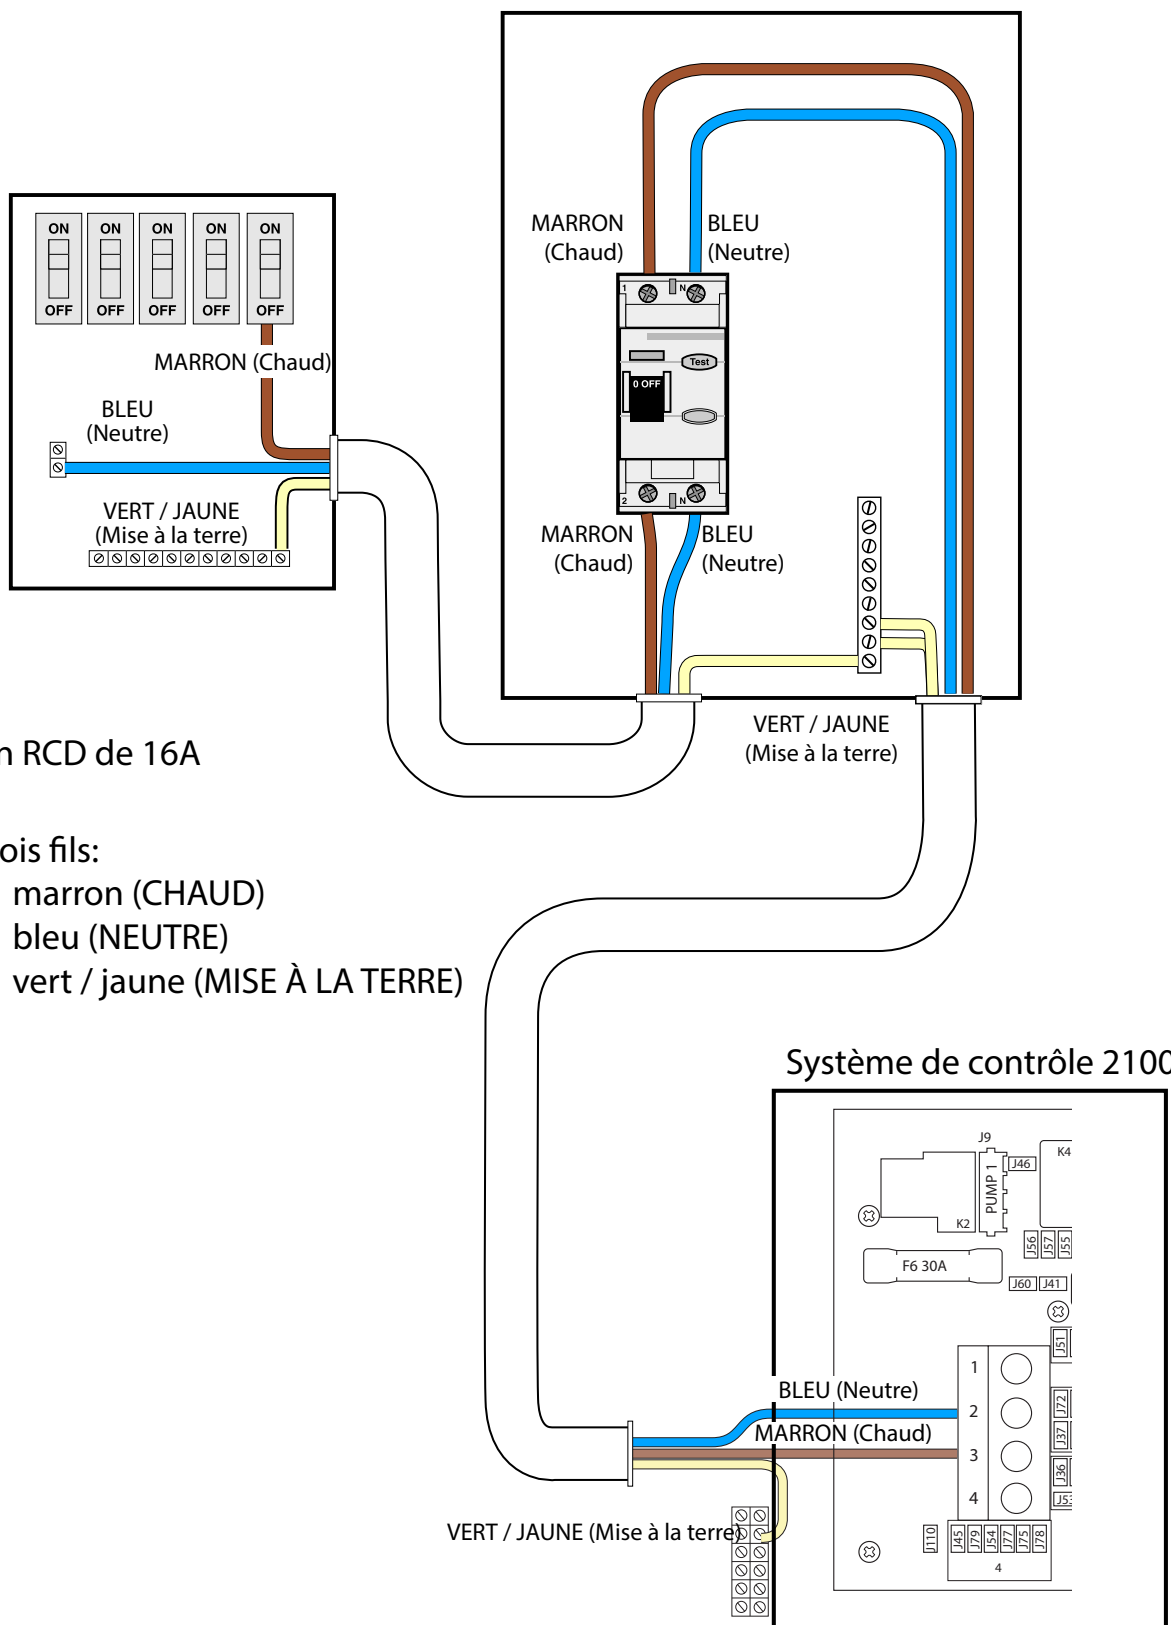 MARRON
(Chaud)
BLEU
(Neutre)
1
N
Test
0 OFF
2
N
MARRON
(Chaud)
BLEU
(Neutre)
ON ON ON ON ON
OFF OFF OFF OFF OFF
MARRON (Chaud)
BLEU
(Neutre)
VERT / JAUNE
(Mise à la terre)
VERT / JAUNE
(Mise à la terre)
n RCD de 16A
ois fils:
marron (CHAUD)
bleu (NEUTRE)
vert / jaune (MISE À LA TERRE)
Système de contrôle 2100
J9
PUMP 1
J46
K4
K2
J56
J57
J55
F6 30A
J60
J41
J51
1
2
3
4
J72
J37
J36
J53
BLEU (Neutre)
MARRON (Chaud)
VERT / JAUNE (Mise à la terre)
J110
J45
J79
J54
J77
J75
J78
4